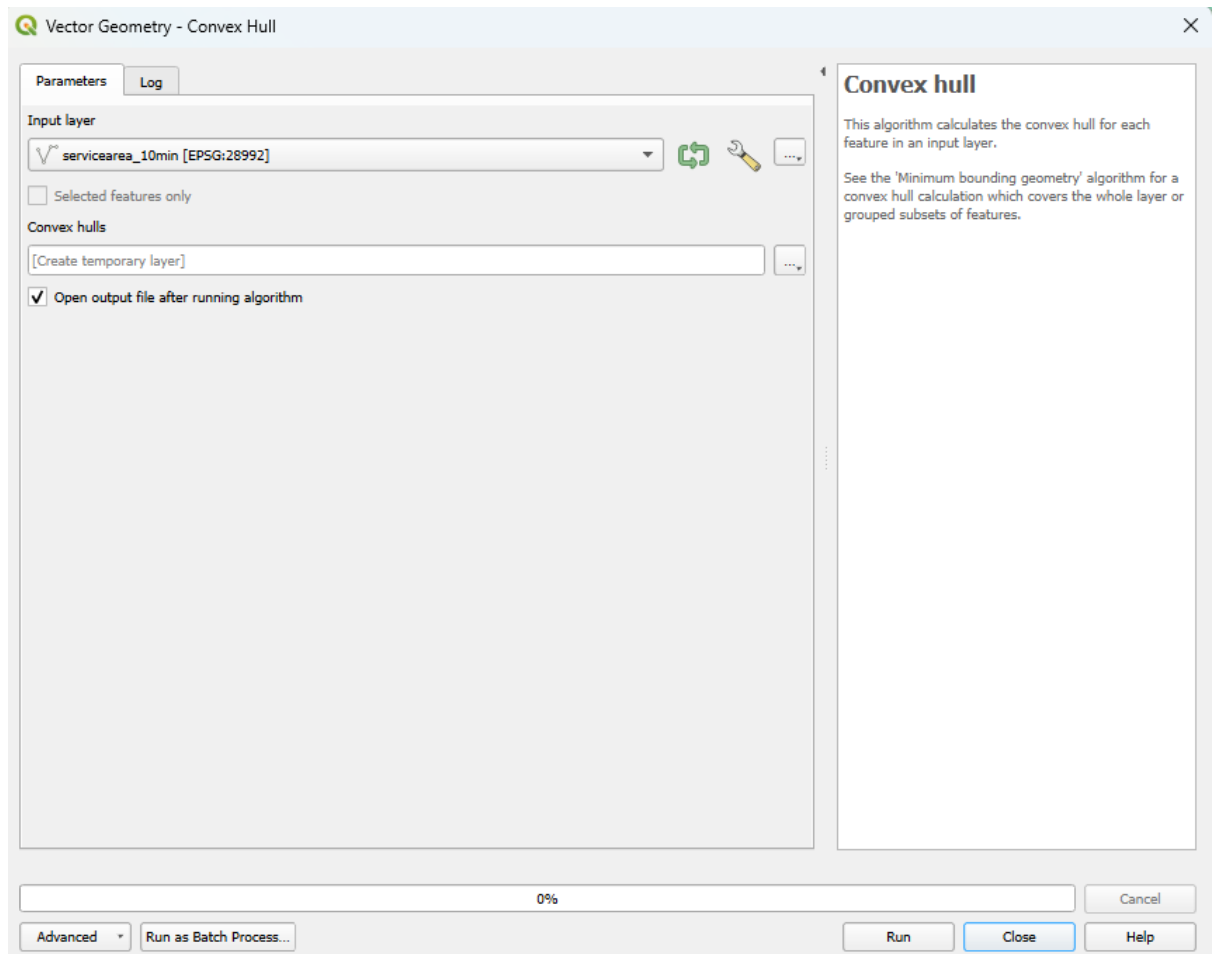 Vector Geometry - Convex Hull
Parameters
Log
Input layer
servicearea_10min [EPSG:28992]
...
Selected features only
Convex hulls
[Create temporary layer]
...
Open output file after running algorithm
Convex hull
This algorithm calculates the convex hull for each
feature in an input layer.
See the 'Minimum bounding geometry' algorithm for a
convex hull calculation which covers the whole layer or
grouped subsets of features.
0%
Cancel
Advanced
Run as Batch Process...
Run
Close
Help